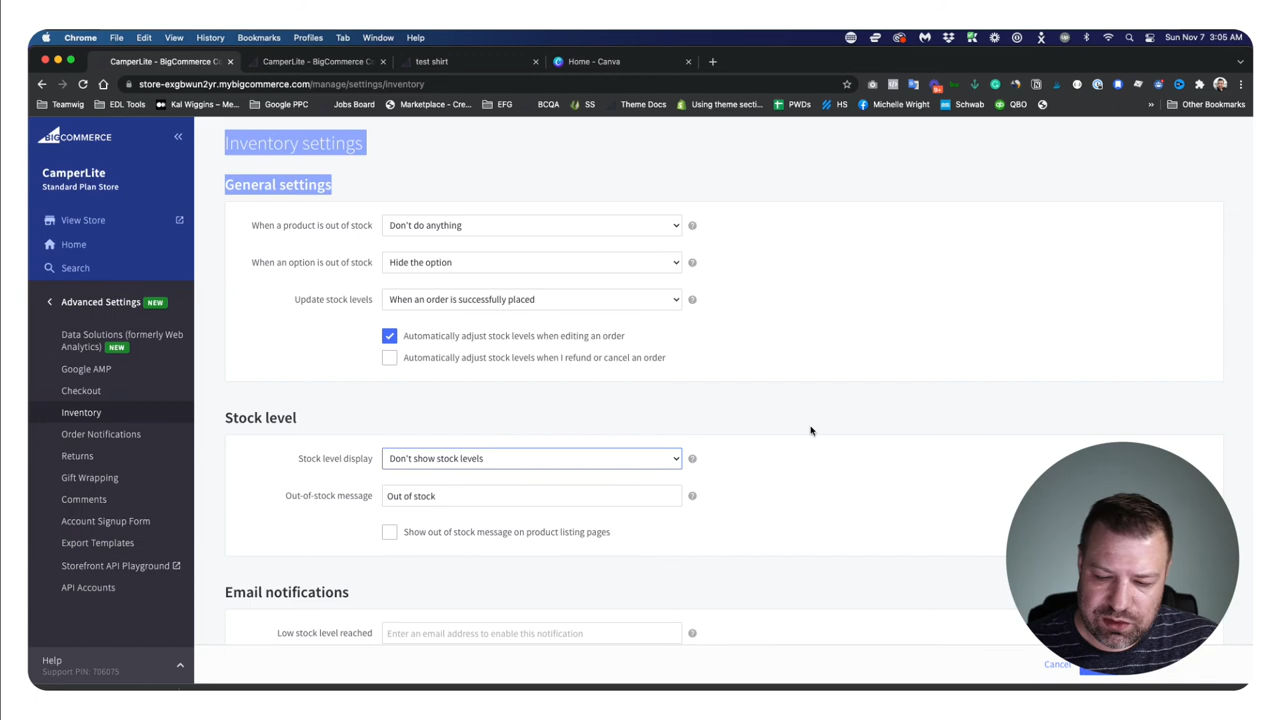 Chrome File Edit View History Bookmarks Profiles Tab Window Help Sun Nov 7 3:05 AM
CamperLite - BigCommerce Co CamperLite - BigCommerce Co test shirt Home - Canva
store-exgbwun2yr.mybigcommerce.com/manage/settings/inventory
Teamwig EDL Tools Kal Wiggins – Me... Google PPC Jobs Board Marketplace - Cre... EFG BCQA SS Theme Docs Using theme secti... PWDs HS Michelle Wright Schwab QBO » Other Bookmarks
BIGCOMMERCE
CamperLite
Standard Plan Store
View Store
Home
Search
Advanced Settings NEW
Data Solutions (formerly Web
Analytics) NEW
Google AMP
Checkout
Inventory
Order Notifications
Returns
Gift Wrapping
Comments
Account Signup Form
Export Templates
Storefront API Playground
API Accounts
Help
Support PIN: 706075
Inventory settings
General settings
When a product is out of stock Don't do anything
When an option is out of stock Hide the option
Update stock levels When an order is successfully placed
Automatically adjust stock levels when editing an order
Automatically adjust stock levels when I refund or cancel an order
Stock level
Stock level display Don't show stock levels
Out-of-stock message Out of stock
Show out of stock message on product listing pages
Email notifications
Low stock level reached Enter an email address to enable this notification
Cancel